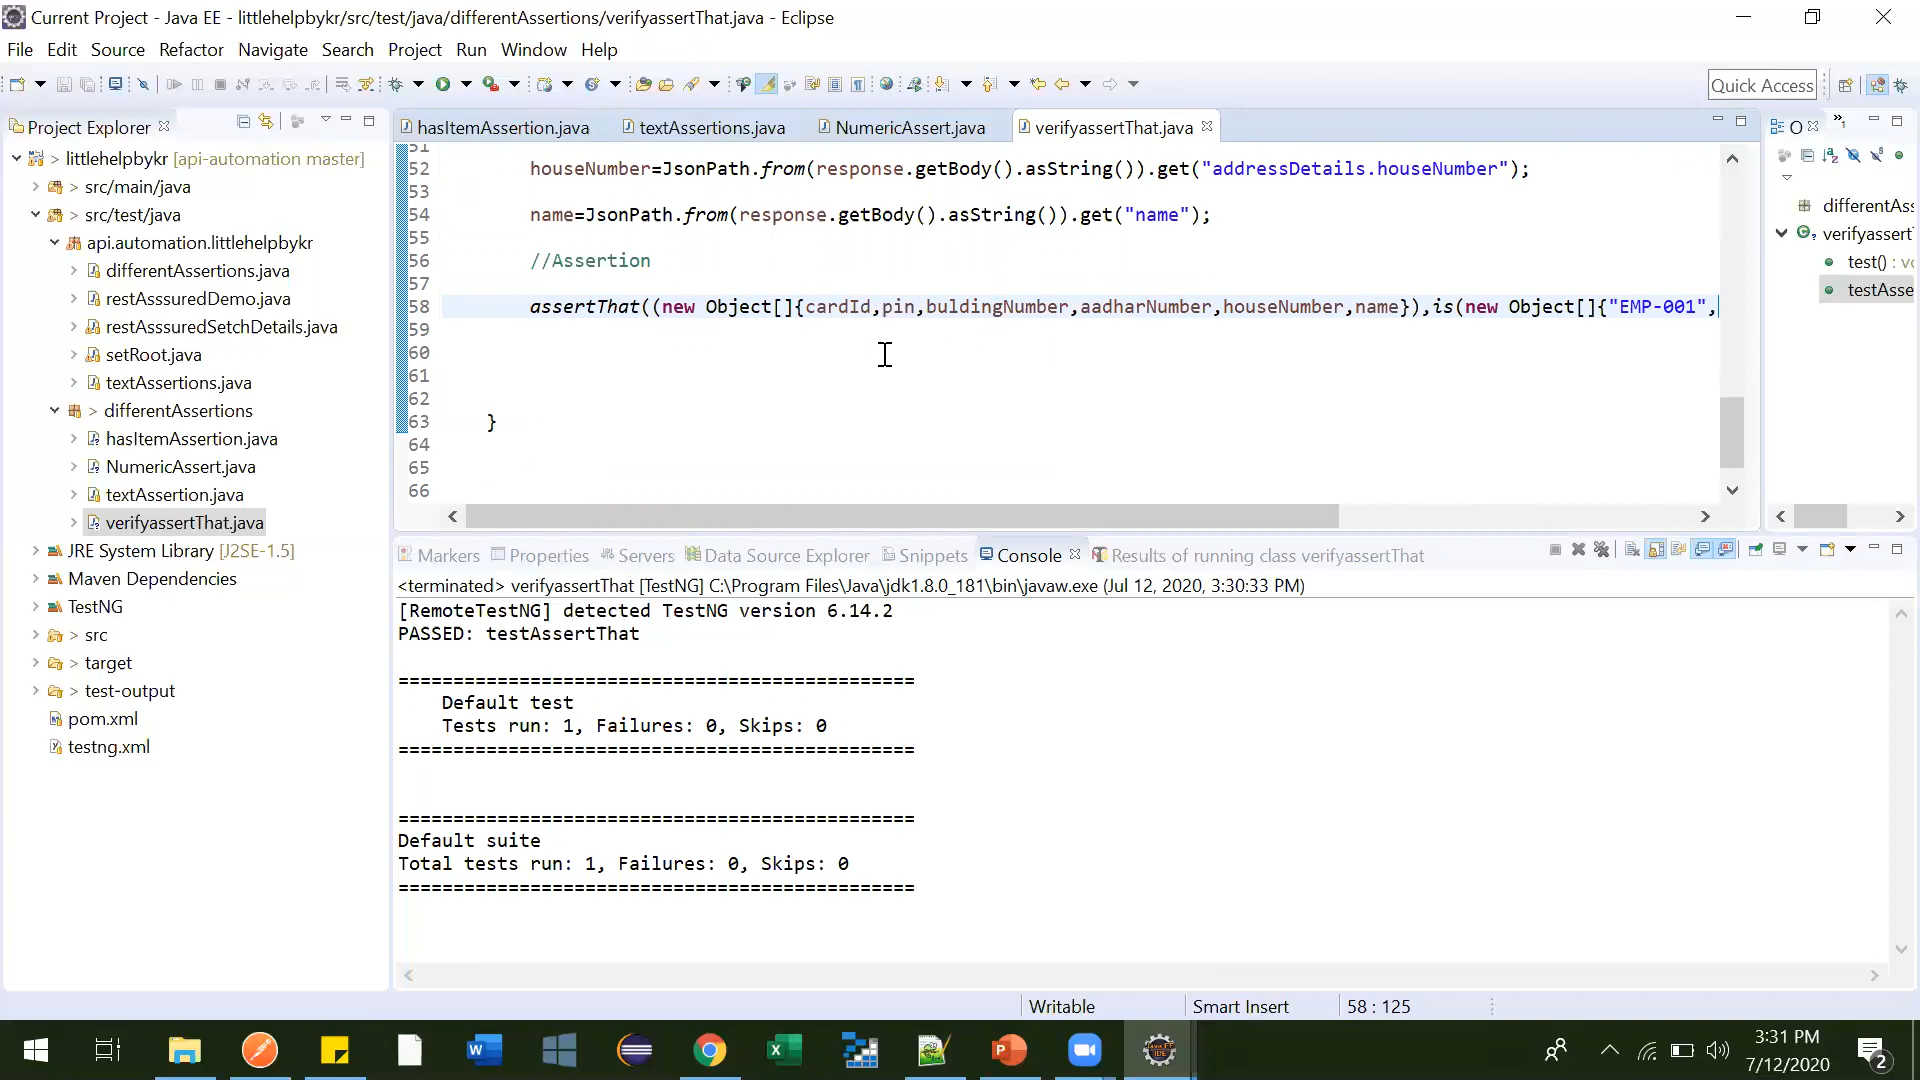 Current Project - Java EE - littlehelpbykr/src/test/java/differentAssertions/verifyassertThat.java - Eclipse
File Edit Source Refactor Navigate Search Project Run Window Help
Quick Access
Project Explorer
littlehelpbykr [api-automation master]
> src/main/java
> src/test/java
api.automation.littlehelpbykr
differentAssertions.java
restAsssuredDemo.java
restAsssuredSetchDetails.java
setRoot.java
textAssertions.java
> differentAssertions
hasItemAssertion.java
NumericAssert.java
textAssertion.java
verifyassertThat.java
JRE System Library [J2SE-1.5]
Maven Dependencies
TestNG
> src
> target
> test-output
pom.xml
testng.xml
hasItemAssertion.java textAssertions.java NumericAssert.java verifyassertThat.java
51
52 houseNumber=JsonPath.from(response.getBody().asString()).get("addressDetails.houseNumber");
53
54 name=JsonPath.from(response.getBody().asString()).get("name");
55
56 //Assertion
57
58 assertThat((new Object[]{cardId,pin,buldingNumber,aadharNumber,houseNumber,name}),is(new Object[]{"EMP-001",
59
60
61
62
63 }
64
65
66
O
differentAss
verifyassertT
test() : vo
testAsse
Markers Properties Servers Data Source Explorer Snippets Console Results of running class verifyassertThat
<terminated> verifyassertThat [TestNG] C:\Program Files\Java\jdk1.8.0_181\bin\javaw.exe (Jul 12, 2020, 3:30:33 PM)
[RemoteTestNG] detected TestNG version 6.14.2
PASSED: testAssertThat
===============================================
Default test
Tests run: 1, Failures: 0, Skips: 0
===============================================
===============================================
Default suite
Total tests run: 1, Failures: 0, Skips: 0
===============================================
Writable Smart Insert 58 : 125
3:31 PM
7/12/2020
2